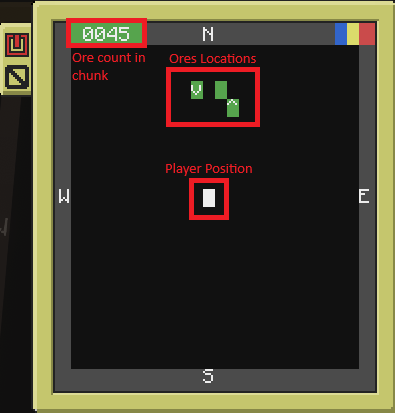 0045
N
Ore count in
chunk
Ores Locations
v
^
Player Position
W
E
S